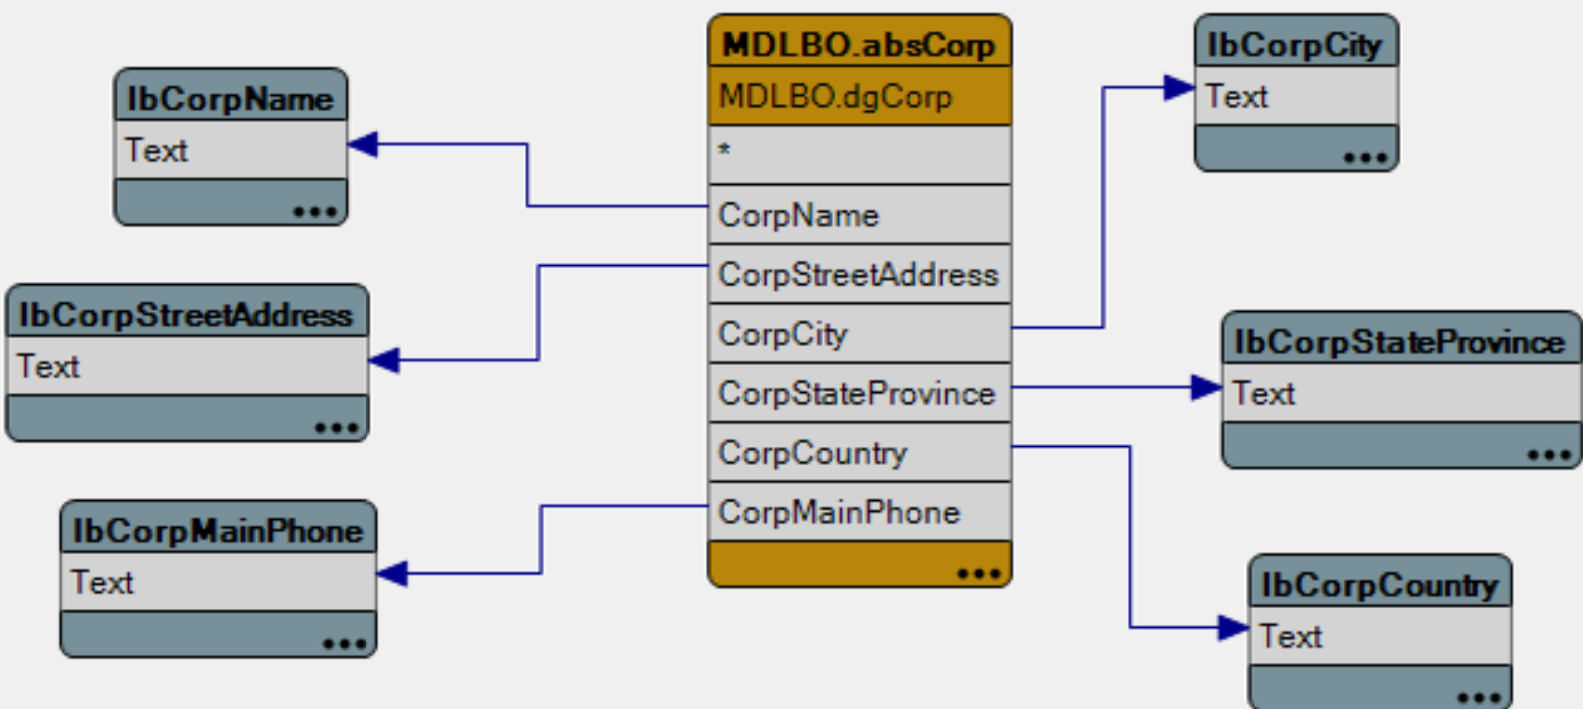 lbCorpName
Text
lbCorpStreetAddress
Text
lbCorpMainPhone
Text
MDLBO.absCorp
MDLBO.dgCorp
*
CorpName
CorpStreetAddress
CorpCity
CorpStateProvince
CorpCountry
CorpMainPhone
lbCorpCity
Text
lbCorpStateProvince
Text
lbCorpCountry
Text